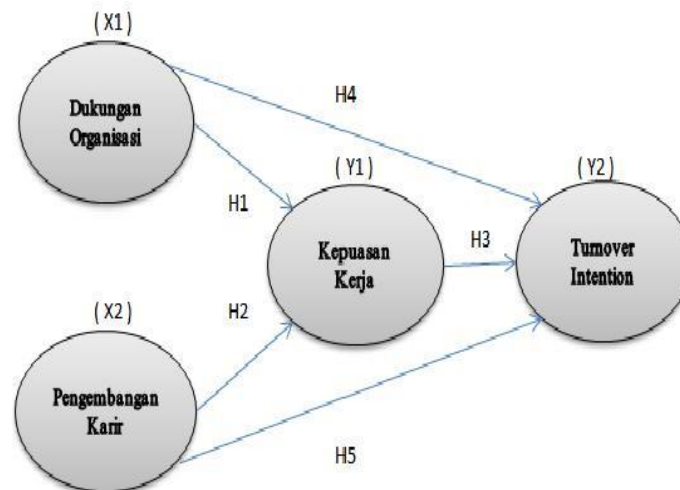 ( X1)
Dukungan
Organisasi
H4
( Y1)
( Y2)
H1
Kepuasan
Kerja
H3
Turnover
Intention
( X2)
H2
Pengembangan
Karir
H5